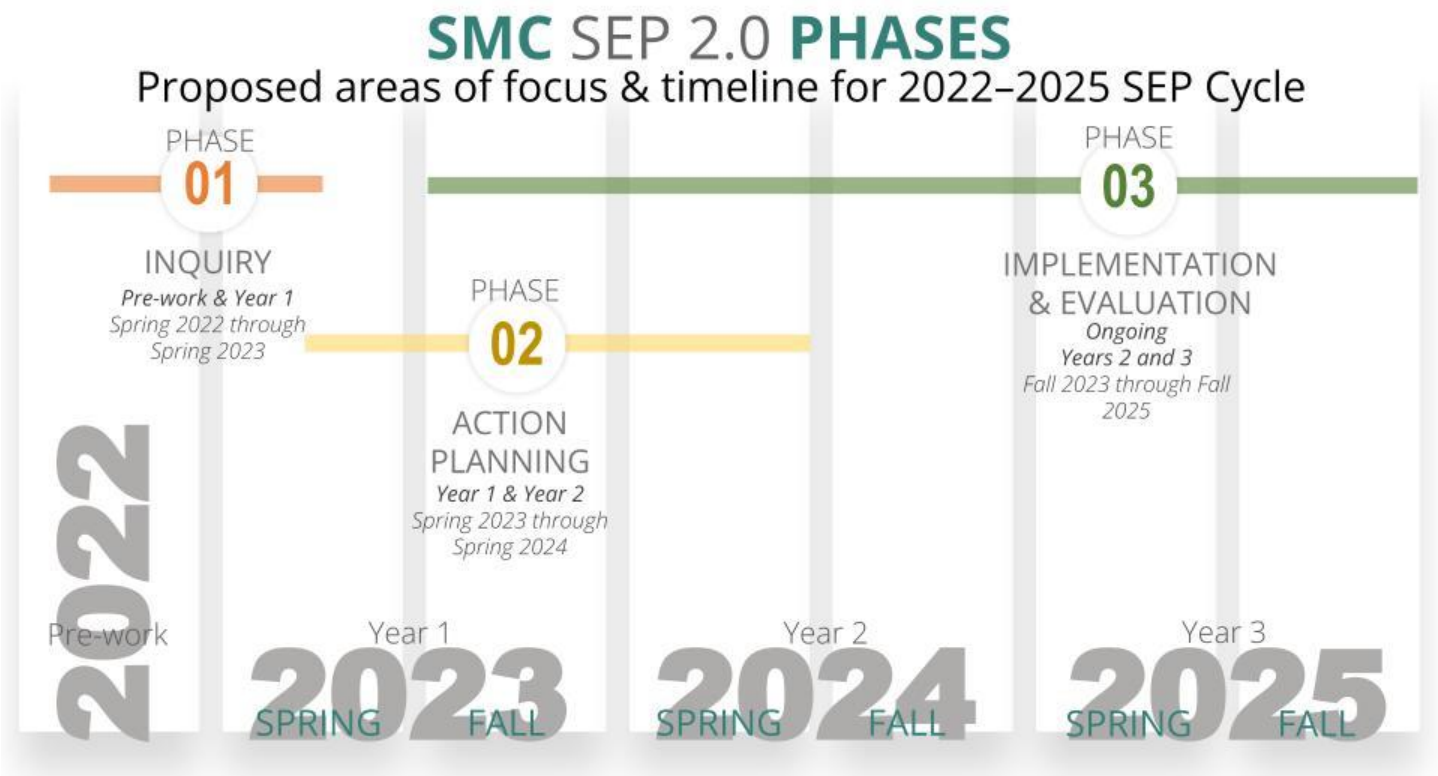 SMC SEP 2.0 PHASES
Proposed areas of focus & timeline for 2022–2025 SEP Cycle
PHASE
01
INQUIRY
Pre-work & Year 1
Spring 2022 through
Spring 2023
PHASE
02
ACTION
PLANNING
Year 1 & Year 2
Spring 2023 through
Spring 2024
PHASE
03
IMPLEMENTATION
& EVALUATION
Ongoing
Years 2 and 3
Fall 2023 through Fall
2025
2022
Pre-work
Year 1
2023
SPRING FALL
Year 2
2024
SPRING FALL
Year 3
2025
SPRING FALL